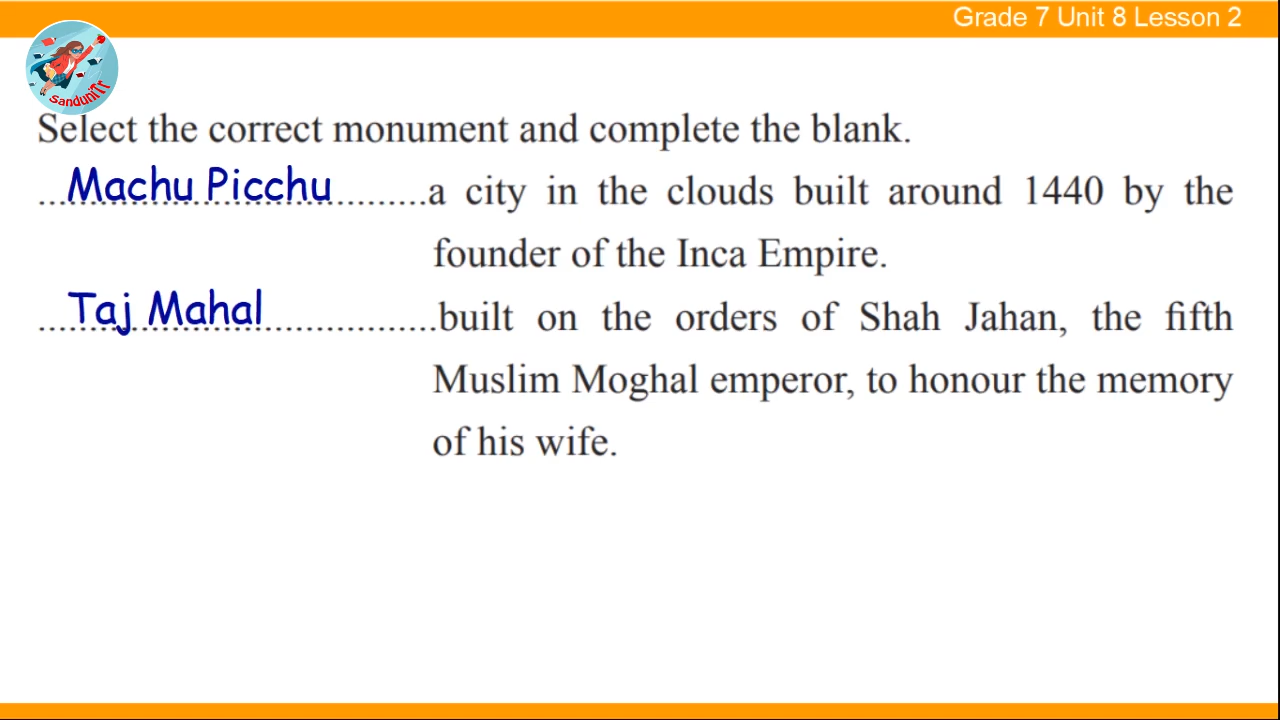 Grade 7 Unit 8 Lesson 2
SanduniTr
Select the correct monument and complete the blank.
...Machu Picchu..........a city in the clouds built around 1440 by the
founder of the Inca Empire.
...Taj Mahal..................built on the orders of Shah Jahan, the fifth
Muslim Moghal emperor, to honour the memory
of his wife.